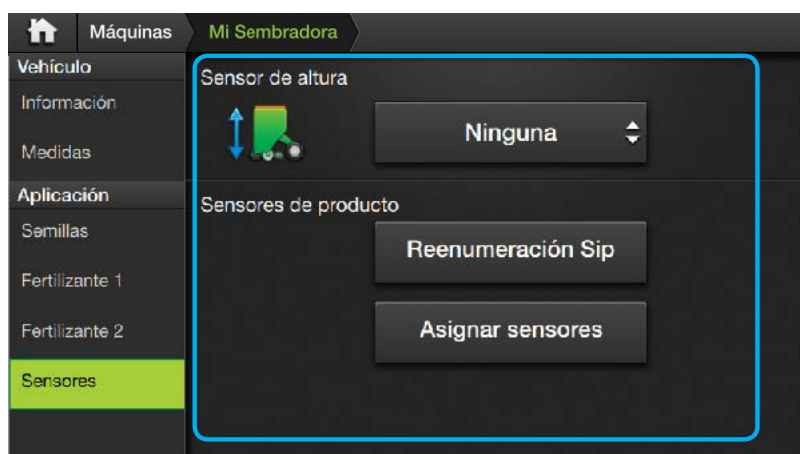 Máquinas Mi Sembradora
Vehículo
Información
Medidas
Aplicación
Semillas
Fertilizante 1
Fertilizante 2
Sensores
Sensor de altura
Ninguna
Sensores de producto
Reenumeración Sip
Asignar sensores